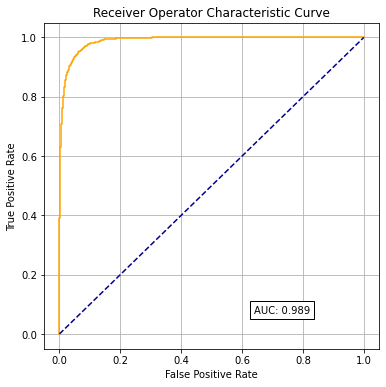 Receiver Operator Characteristic Curve
True Positive Rate
1.0
0.8
0.6
0.4
0.2
0.0
AUC: 0.989
0.0 0.2 0.4 0.6 0.8 1.0
False Positive Rate